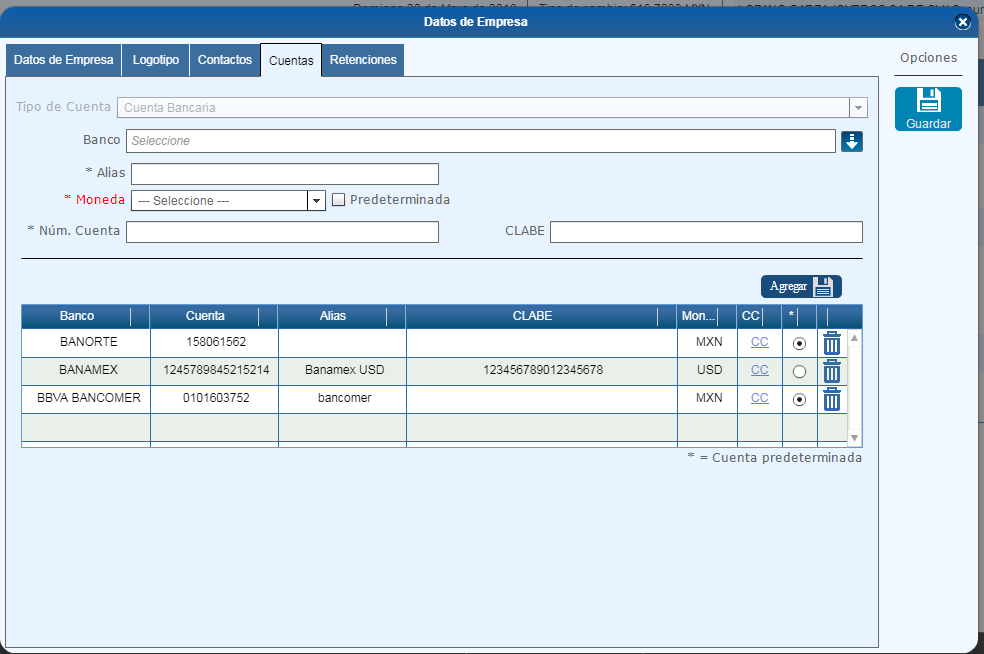 Datos de Empresa
Datos de Empresa Logotipo Contactos Cuentas Retenciones
Opciones
Guardar
Tipo de Cuenta Cuenta Bancaria
Banco Seleccione
* Alias
* Moneda --- Seleccione --- Predeterminada
* Núm. Cuenta CLABE
Agregar
Banco Cuenta Alias CLABE Mon... CC *
BANORTE 158061562 MXN CC
BANAMEX 1245789845215214 Banamex USD 123456789012345678 USD CC
BBVA BANCOMER 0101603752 bancomer MXN CC
* = Cuenta predeterminada